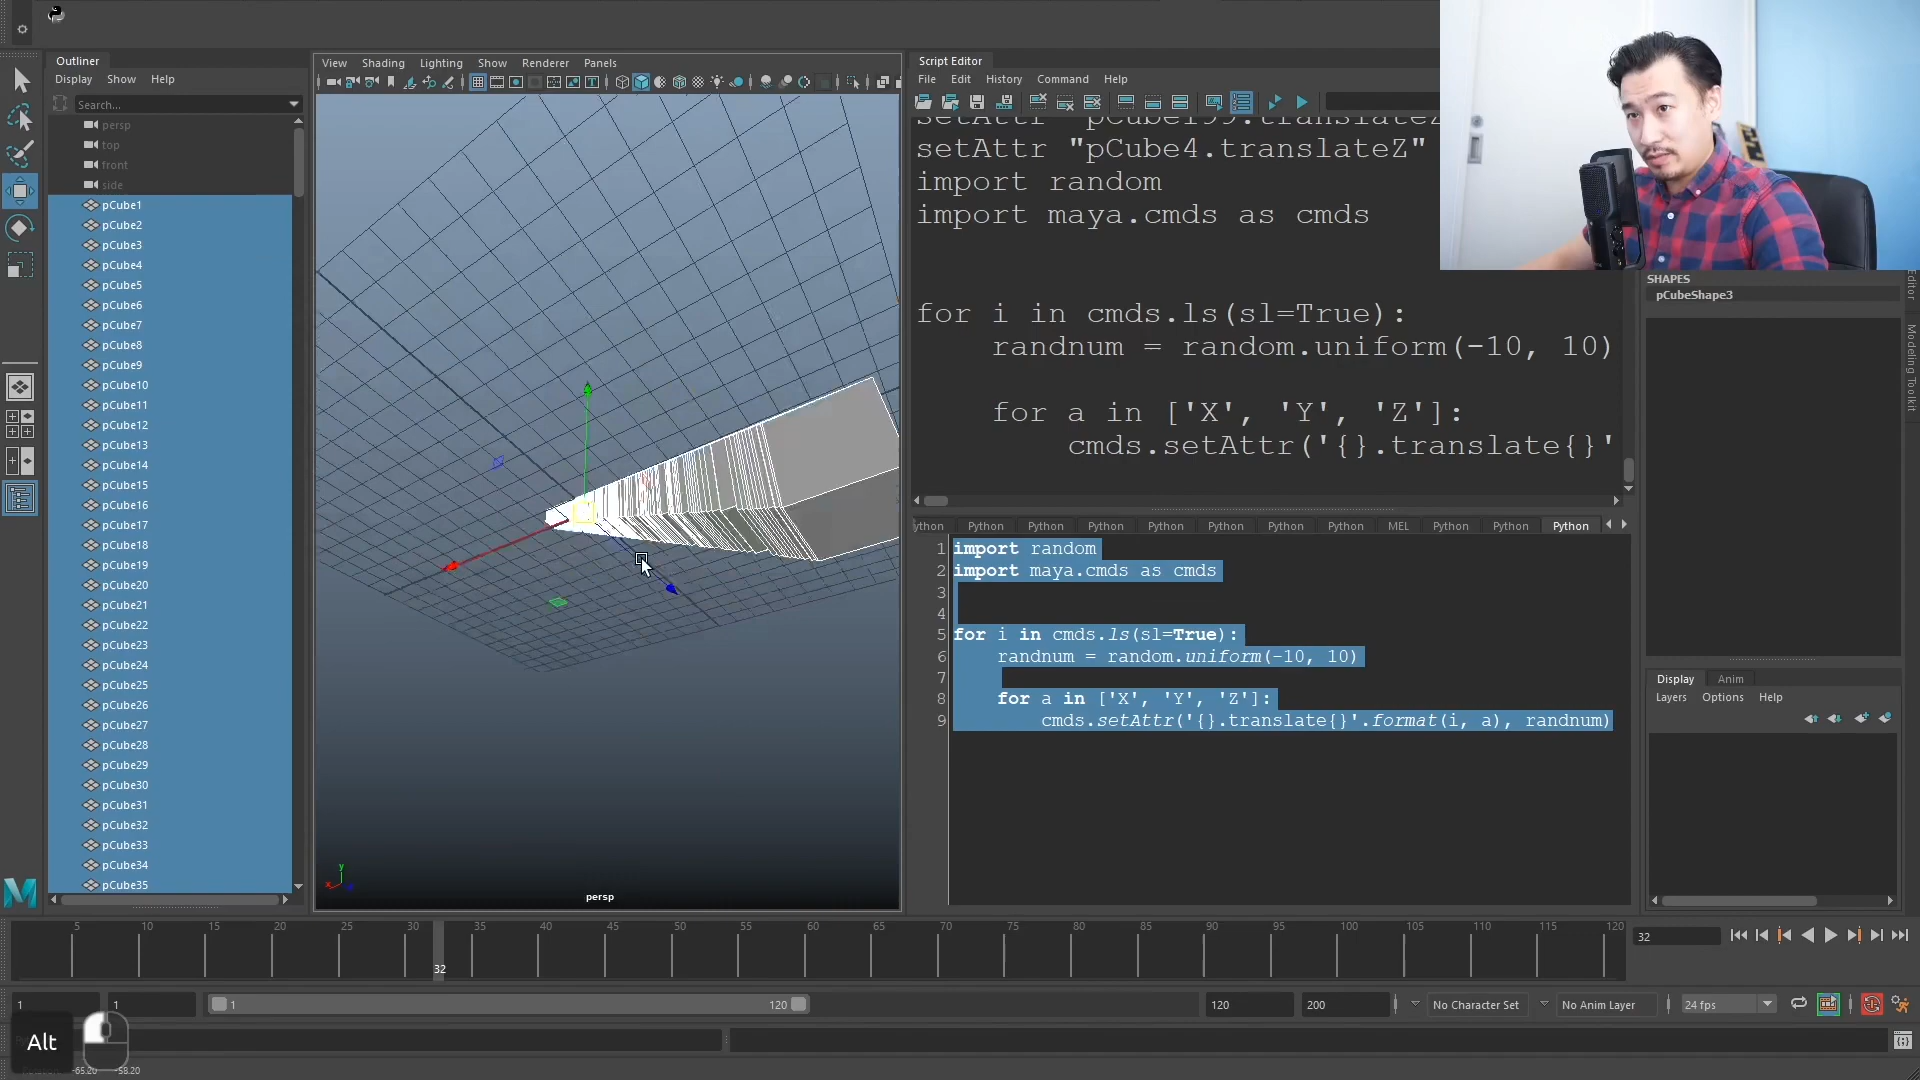 Outliner
Display Show Help
Search...
persp
top
front
side
pCube1
pCube2
pCube3
pCube4
pCube5
pCube6
pCube7
pCube8
pCube9
pCube10
pCube11
pCube12
pCube13
pCube14
pCube15
pCube16
pCube17
pCube18
pCube19
pCube20
pCube21
pCube22
pCube23
pCube24
pCube25
pCube26
pCube27
pCube28
pCube29
pCube30
pCube31
pCube32
pCube33
pCube34
pCube35
View Shading Lighting Show Renderer Panels
y
x
persp
Script Editor
File Edit History Command Help
setAttr "pCube4.translateZ"
import random
import maya.cmds as cmds
for i in cmds.ls(sl=True):
randnum = random.uniform(-10, 10)
for a in ['X', 'Y', 'Z']:
cmds.setAttr('{}.translate{}'
ython Python Python Python Python Python Python Python MEL Python Python Python
1 import random
2 import maya.cmds as cmds
3
4
5 for i in cmds.ls(sl=True):
6 randnum = random.uniform(-10, 10)
7
8 for a in ['X', 'Y', 'Z']:
9 cmds.setAttr('{}.translate{}'.format(i, a), randnum)
SHAPES
pCubeShape3
Editor
Modeling Toolkit
Display Anim
Layers Options Help
5 10 15 20 25 30 35 40 45 50 55 60 65 70 75 80 85 90 95 100 105 110 115 120
32
32
1 1 1 120 120 200 No Character Set No Anim Layer 24 fps
Alt
-65.20 -58.20